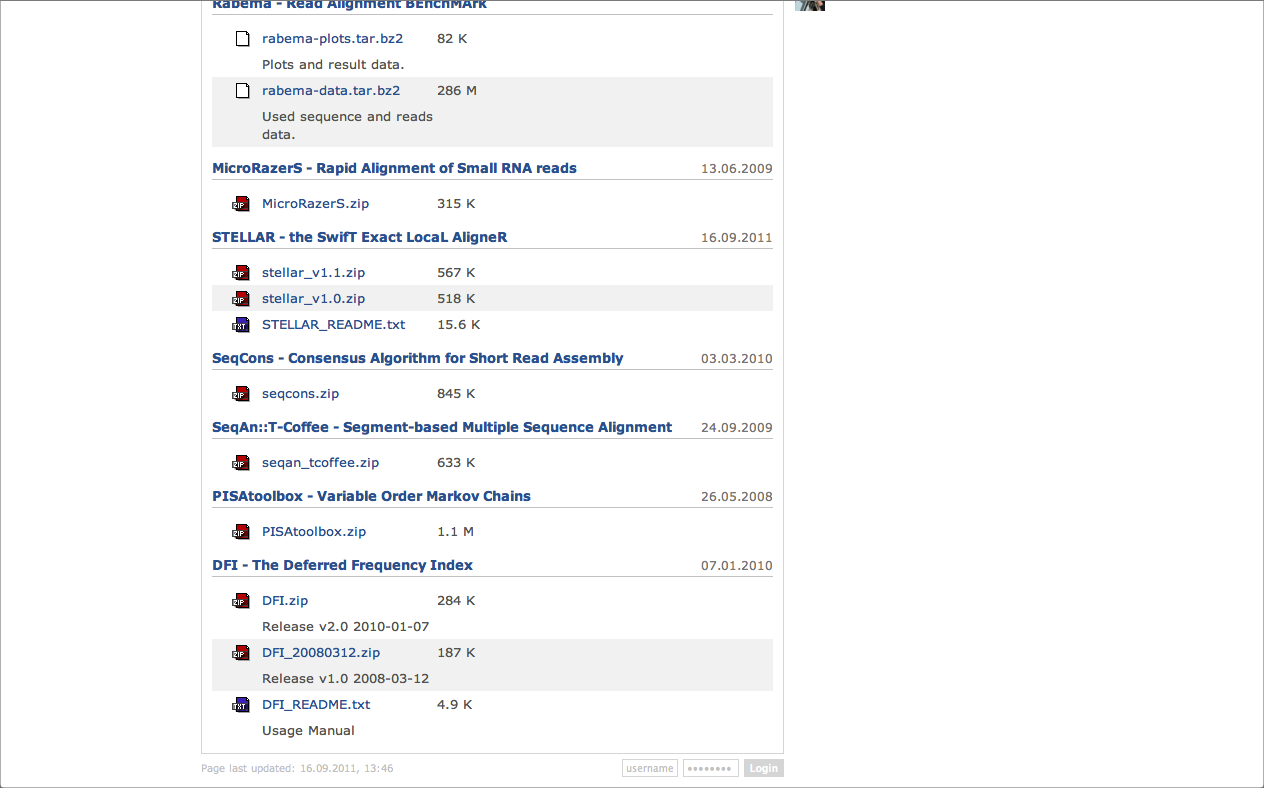 Rabema - Read Alignment BEnchMArk
rabema-plots.tar.bz2 82 K
Plots and result data.
rabema-data.tar.bz2 286 M
Used sequence and reads
data.
MicroRazerS - Rapid Alignment of Small RNA reads 13.06.2009
ZIP MicroRazerS.zip 315 K
STELLAR - the SwifT Exact LocaL AligneR 16.09.2011
ZIP stellar_v1.1.zip 567 K
ZIP stellar_v1.0.zip 518 K
TXT STELLAR_README.txt 15.6 K
SeqCons - Consensus Algorithm for Short Read Assembly 03.03.2010
ZIP seqcons.zip 845 K
SeqAn::T-Coffee - Segment-based Multiple Sequence Alignment 24.09.2009
ZIP seqan_tcoffee.zip 633 K
PISAtoolbox - Variable Order Markov Chains 26.05.2008
ZIP PISAtoolbox.zip 1.1 M
DFI - The Deferred Frequency Index 07.01.2010
ZIP DFI.zip 284 K
Release v2.0 2010-01-07
ZIP DFI_20080312.zip 187 K
Release v1.0 2008-03-12
TXT DFI_README.txt 4.9 K
Usage Manual
Page last updated: 16.09.2011, 13:46 username •••••••• Login